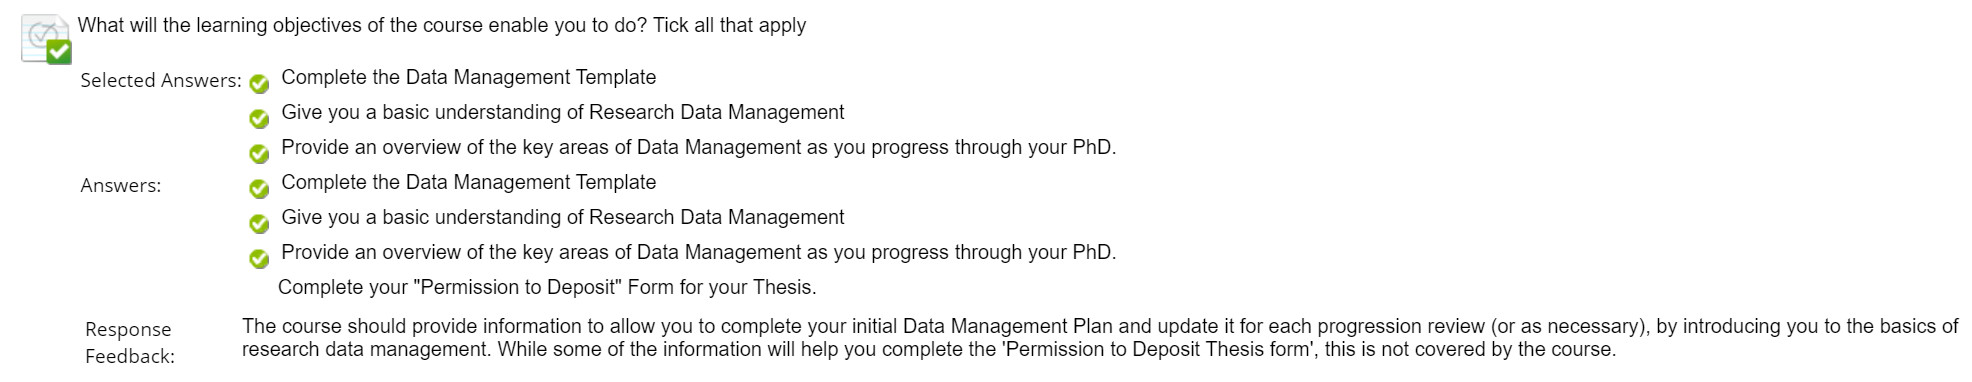 What will the learning objectives of the course enable you to do? Tick all that apply
Selected Answers: Complete the Data Management Template
Give you a basic understanding of Research Data Management
Provide an overview of the key areas of Data Management as you progress through your PhD.
Answers: Complete the Data Management Template
Give you a basic understanding of Research Data Management
Provide an overview of the key areas of Data Management as you progress through your PhD.
Complete your "Permission to Deposit" Form for your Thesis.
Response Feedback: The course should provide information to allow you to complete your initial Data Management Plan and update it for each progression review (or as necessary), by introducing you to the basics of
research data management. While some of the information will help you complete the 'Permission to Deposit Thesis form', this is not covered by the course.